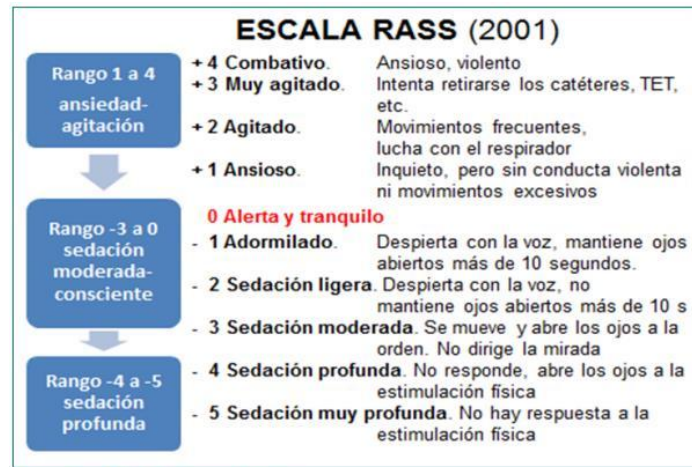 ESCALA RASS (2001)
Rango 1 a 4
ansiedad-
agitación
+ 4 Combativo. Ansioso, violento
+ 3 Muy agitado. Intenta retirarse los catéteres, TET,
etc.
+ 2 Agitado. Movimientos frecuentes,
lucha con el respirador
+ 1 Ansioso. Inquieto, pero sin conducta violenta
ni movimientos excesivos
Rango -3 a 0
sedación
moderada-
consciente
0 Alerta y tranquilo
- 1 Adormilado. Despierta con la voz, mantiene ojos
abiertos más de 10 segundos.
- 2 Sedación ligera. Despierta con la voz, no
mantiene ojos abiertos más de 10 s
- 3 Sedación moderada. Se mueve y abre los ojos a la
orden. No dirige la mirada
Rango -4 a -5
sedación
profunda
- 4 Sedación profunda. No responde, abre los ojos a la
estimulación física
- 5 Sedación muy profunda. No hay respuesta a la
estimulación física